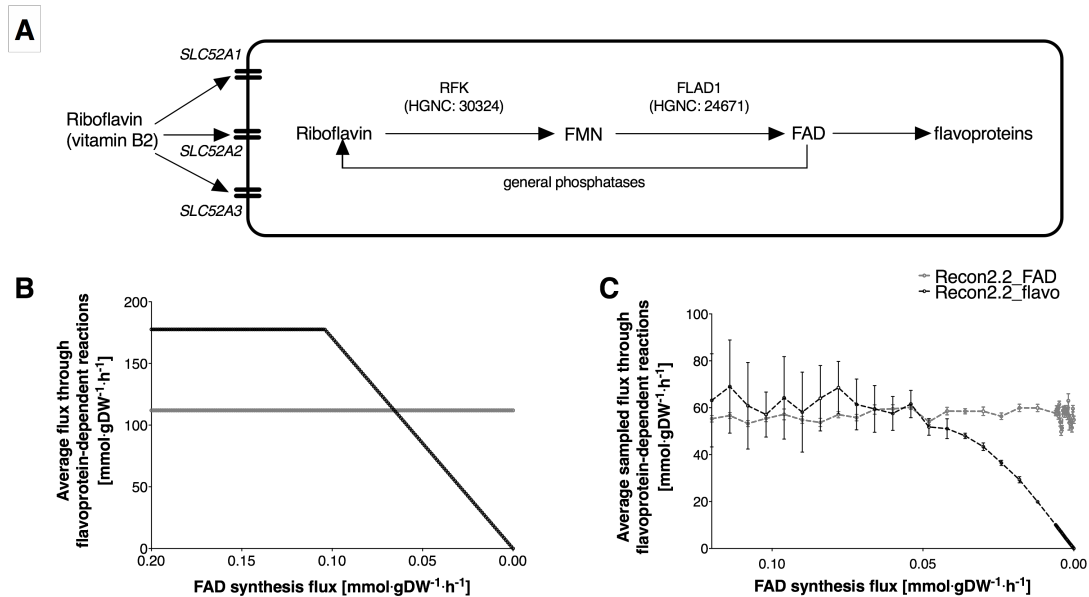 A
SLC52A1
Riboflavin
(vitamin B2)
SLC52A2
SLC52A3
RFK
(HGNC: 30324)
FLAD1
(HGNC: 24671)
Riboflavin
FMN
FAD
flavoproteins
general phosphatases
B
Average flux through
flavoprotein-dependent reactions
[mmol·gDW⁻¹·h⁻¹]
200
150
100
50
0
0.20
0.15
0.10
0.05
0.00
FAD synthesis flux [mmol·gDW⁻¹·h⁻¹]
C
Recon2.2_FAD
Recon2.2_flavo
Average sampled flux through
flavoprotein-dependent reactions
[mmol·gDW⁻¹·h⁻¹]
100
80
60
40
20
0
0.10
0.05
0.00
FAD synthesis flux [mmol·gDW⁻¹·h⁻¹]